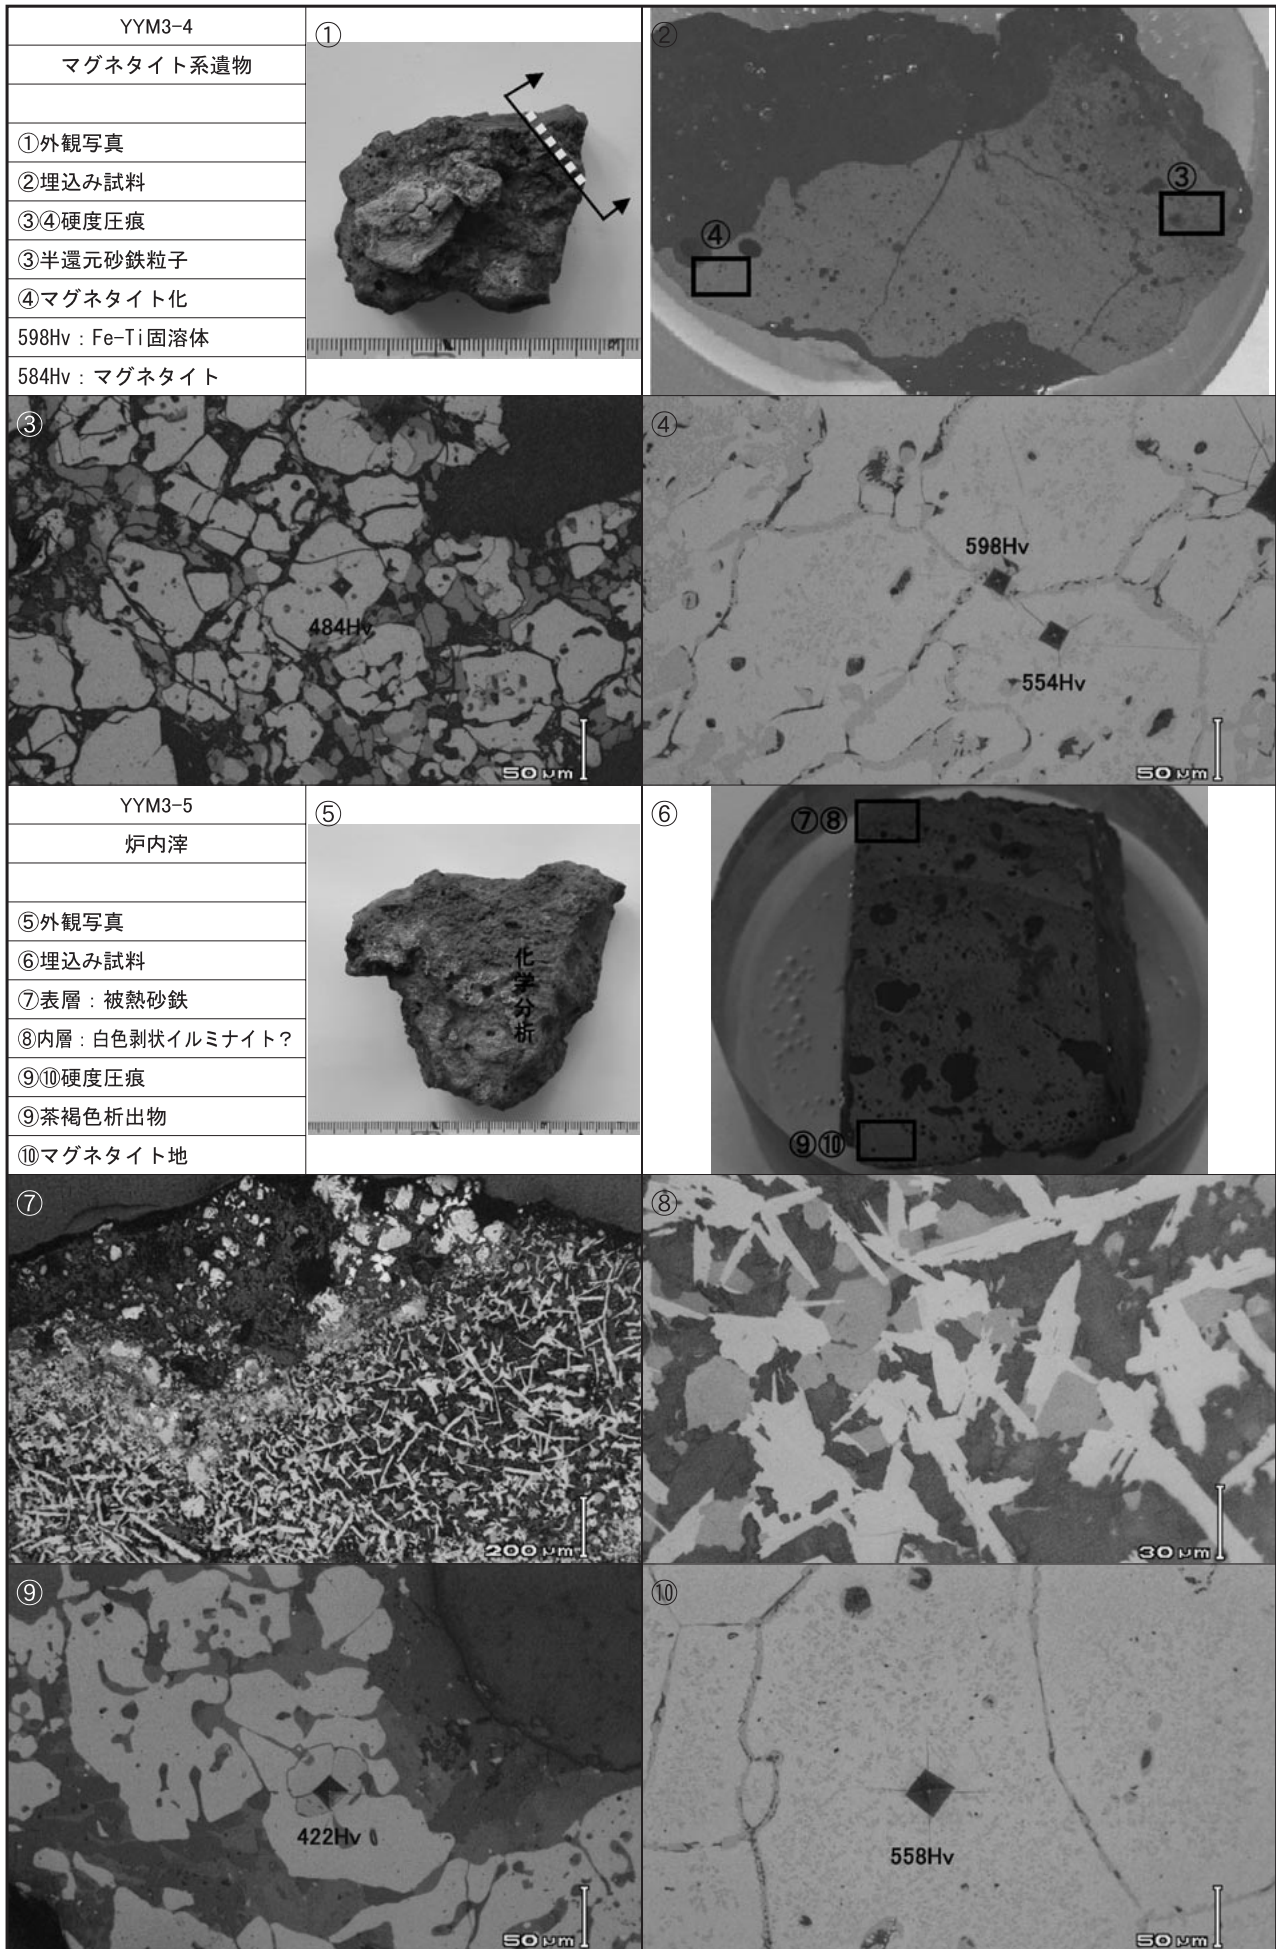 YYM3-4
マグネタイト系遺物
①外観写真
②埋込み試料
③④硬度圧痕
③半還元砂鉄粒子
④マグネタイト化
598Hv：Fe-Ti固溶体
584Hv：マグネタイト
①
②
③
④
③
484Hv
50μm
④
598Hv
554Hv
50μm
YYM3-5
炉内滓
⑤外観写真
⑥埋込み試料
⑦表層：被熱砂鉄
⑧内層：白色剥状イルミナイト？
⑨⑩硬度圧痕
⑨茶褐色析出物
⑩マグネタイト地
⑤
化学分析
⑥
⑦⑧
⑨⑩
⑦
200μm
⑧
30μm
⑨
422Hv
50μm
⑩
558Hv
50μm